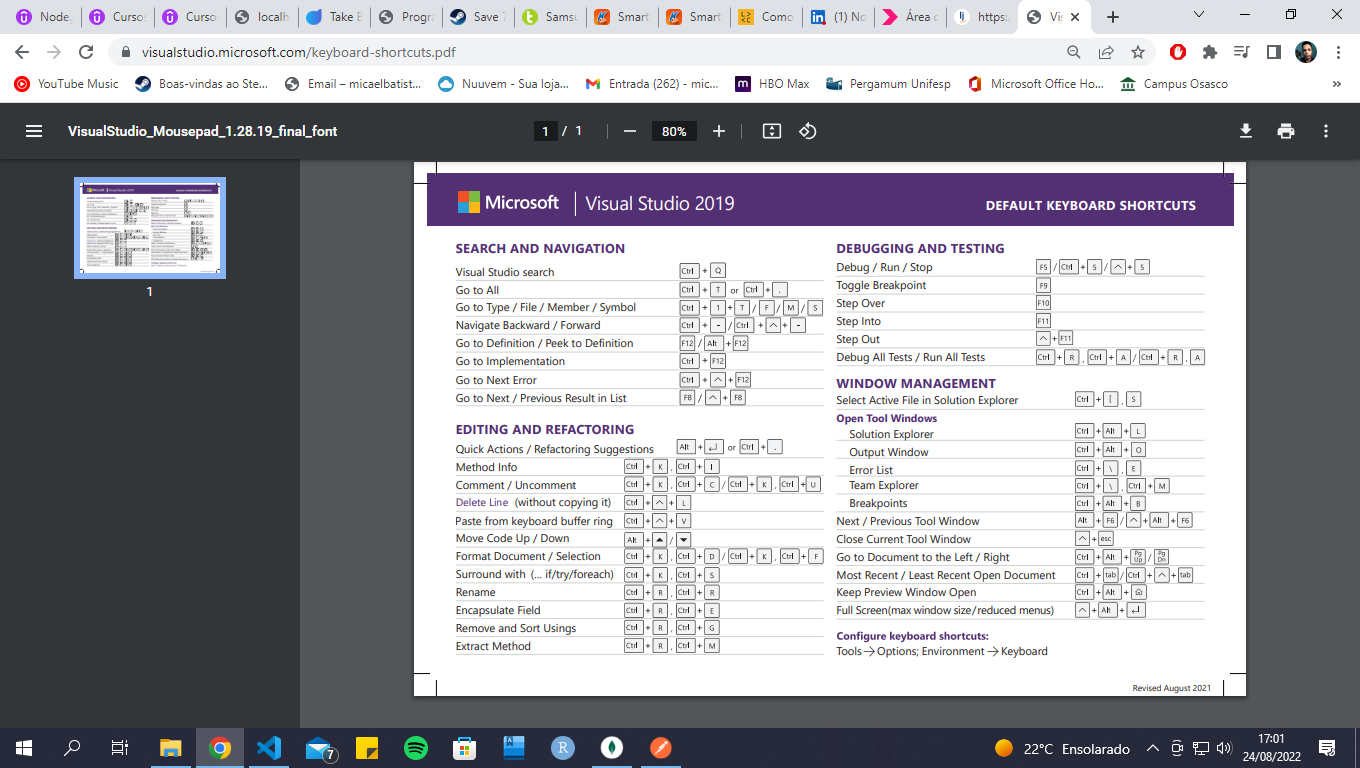 Node,
Curso
Curso
localh
Take E
Progra
Save 7
Samsu
Smart
Smart
Como
(1) No
Área c
https:/
Vis
visualstudio.microsoft.com/keyboard-shortcuts.pdf
YouTube Music
Boas-vindas ao Ste...
Email – micaelbatist...
Nuuvem - Sua loja...
Entrada (262) - mic...
HBO Max
Pergamum Unifesp
Microsoft Office Ho...
Campus Osasco
VisualStudio_Mousepad_1.28.19_final_font
1 / 1
80%
1
Microsoft | Visual Studio 2019
DEFAULT KEYBOARD SHORTCUTS
SEARCH AND NAVIGATION
Visual Studio search Ctrl + Q
Go to All Ctrl + T or Ctrl + ,
Go to Type / File / Member / Symbol Ctrl + 1 + T / F / M / S
Navigate Backward / Forward Ctrl + - / Ctrl + ^ + -
Go to Definition / Peek to Definition F12 / Alt + F12
Go to Implementation Ctrl + F12
Go to Next Error Ctrl + ^ + F12
Go to Next / Previous Result in List F8 / ^ + F8
EDITING AND REFACTORING
Quick Actions / Refactoring Suggestions Alt + ↵ or Ctrl + .
Method Info Ctrl + K , Ctrl + I
Comment / Uncomment Ctrl + K , Ctrl + C / Ctrl + K , Ctrl + U
Delete Line (without copying it) Ctrl + ^ + L
Paste from keyboard buffer ring Ctrl + ^ + V
Move Code Up / Down Alt + ▲ / ▼
Format Document / Selection Ctrl + K , Ctrl + D / Ctrl + K , Ctrl + F
Surround with (... if/try/foreach) Ctrl + K , Ctrl + S
Rename Ctrl + R , Ctrl + R
Encapsulate Field Ctrl + R , Ctrl + E
Remove and Sort Usings Ctrl + R , Ctrl + G
Extract Method Ctrl + R , Ctrl + M
DEBUGGING AND TESTING
Debug / Run / Stop F5 / Ctrl + 5 / ^ + 5
Toggle Breakpoint F9
Step Over F10
Step Into F11
Step Out ^ + F11
Debug All Tests / Run All Tests Ctrl + R , Ctrl + A / Ctrl + R , A
WINDOW MANAGEMENT
Select Active File in Solution Explorer Ctrl + [ , S
Open Tool Windows
Solution Explorer Ctrl + Alt + L
Output Window Ctrl + Alt + O
Error List Ctrl + \ , E
Team Explorer Ctrl + \ , Ctrl + M
Breakpoints Ctrl + Alt + B
Next / Previous Tool Window Alt + F6 / ^ + Alt + F6
Close Current Tool Window ^ + esc
Go to Document to the Left / Right Ctrl + Alt + Pg Up / Pg Dn
Most Recent / Least Recent Open Document Ctrl + tab / Ctrl + ^ + tab
Keep Preview Window Open Ctrl + Alt +
Full Screen(max window size/reduced menus) ^ + Alt + ↵
Configure keyboard shortcuts:
Tools → Options; Environment → Keyboard
Revised August 2021
7
22°C Ensolarado
17:01
24/08/2022